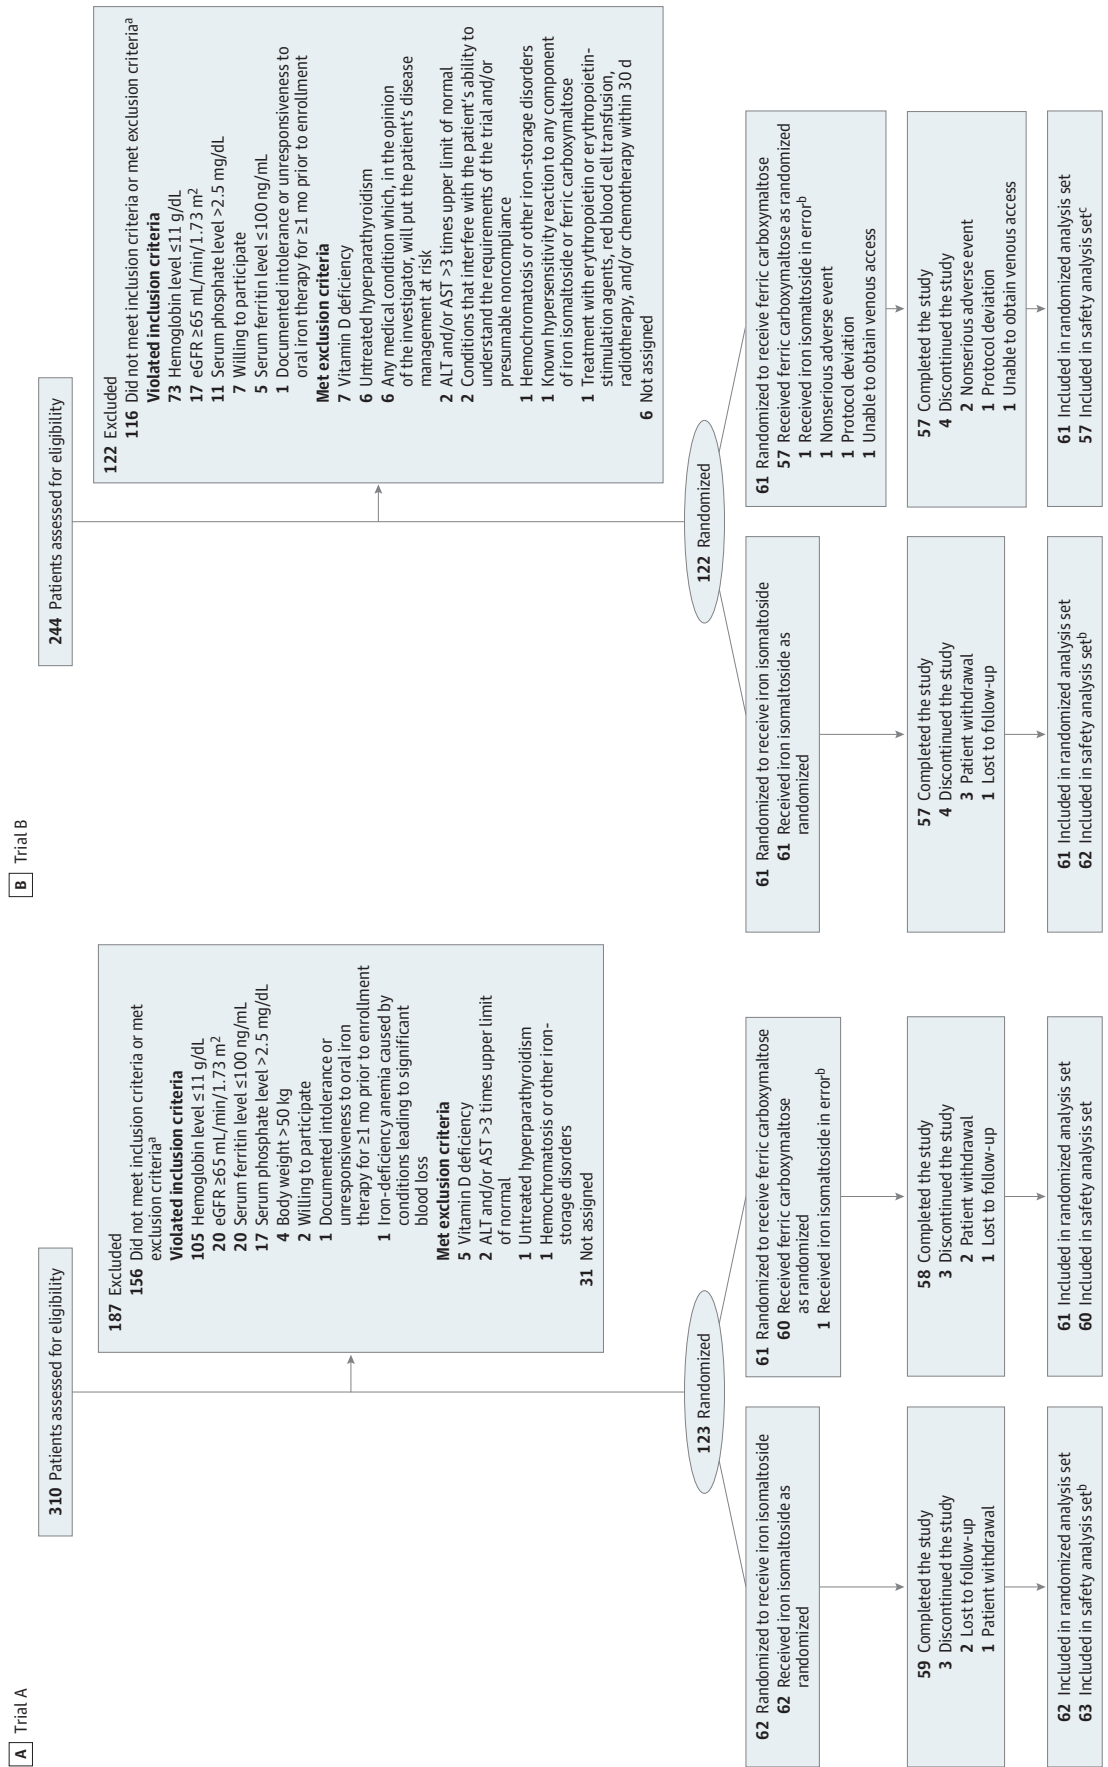 A Trial A
310 Patients assessed for eligibility
187 Excluded
156 Did not meet inclusion criteria or met
exclusion criteriaᵃ
Violated inclusion criteria
105 Hemoglobin level ≤11 g/dL
20 eGFR ≥65 mL/min/1.73 m²
20 Serum ferritin level ≤100 ng/mL
17 Serum phosphate level >2.5 mg/dL
4 Body weight >50 kg
2 Willing to participate
1 Documented intolerance or
unresponsiveness to oral iron
therapy for ≥1 mo prior to enrollment
1 Iron-deficiency anemia caused by
conditions leading to significant
blood loss
Met exclusion criteria
5 Vitamin D deficiency
2 ALT and/or AST >3 times upper limit
of normal
1 Untreated hyperparathyroidism
1 Hemochromatosis or other iron-
storage disorders
31 Not assigned
123 Randomized
62 Randomized to receive iron isomaltoside
62 Received iron isomaltoside as
randomized
61 Randomized to receive ferric carboxymaltose
60 Received ferric carboxymaltose
as randomized
1 Received iron isomaltoside in errorᵇ
59 Completed the study
3 Discontinued the study
2 Lost to follow-up
1 Patient withdrawal
58 Completed the study
3 Discontinued the study
2 Patient withdrawal
1 Lost to follow-up
62 Included in randomized analysis set
63 Included in safety analysis setᵇ
61 Included in randomized analysis set
60 Included in safety analysis set
B Trial B
244 Patients assessed for eligibility
122 Excluded
116 Did not meet inclusion criteria or met exclusion criteriaᵃ
Violated inclusion criteria
73 Hemoglobin level ≤11 g/dL
17 eGFR ≥65 mL/min/1.73 m²
11 Serum phosphate level >2.5 mg/dL
7 Willing to participate
5 Serum ferritin level ≤100 ng/mL
1 Documented intolerance or unresponsiveness to
oral iron therapy for ≥1 mo prior to enrollment
Met exclusion criteria
7 Vitamin D deficiency
6 Untreated hyperparathyroidism
6 Any medical condition which, in the opinion
of the investigator, will put the patient's disease
management at risk
2 ALT and/or AST >3 times upper limit of normal
2 Conditions that interfere with the patient's ability to
understand the requirements of the trial and/or
presumable noncompliance
1 Hemochromatosis or other iron-storage disorders
1 Known hypersensitivity reaction to any component
of iron isomaltoside or ferric carboxymaltose
1 Treatment with erythropoietin or erythropoietin-
stimulation agents, red blood cell transfusion,
radiotherapy, and/or chemotherapy within 30 d
6 Not assigned
122 Randomized
61 Randomized to receive iron isomaltoside
61 Received iron isomaltoside as
randomized
61 Randomized to receive ferric carboxymaltose
57 Received ferric carboxymaltose as randomized
1 Received iron isomaltoside in errorᵇ
1 Nonserious adverse event
1 Protocol deviation
1 Unable to obtain venous access
57 Completed the study
4 Discontinued the study
3 Patient withdrawal
1 Lost to follow-up
57 Completed the study
4 Discontinued the study
2 Nonserious adverse event
1 Protocol deviation
1 Unable to obtain venous access
61 Included in randomized analysis set
62 Included in safety analysis setᵇ
61 Included in randomized analysis set
57 Included in safety analysis setᶜ